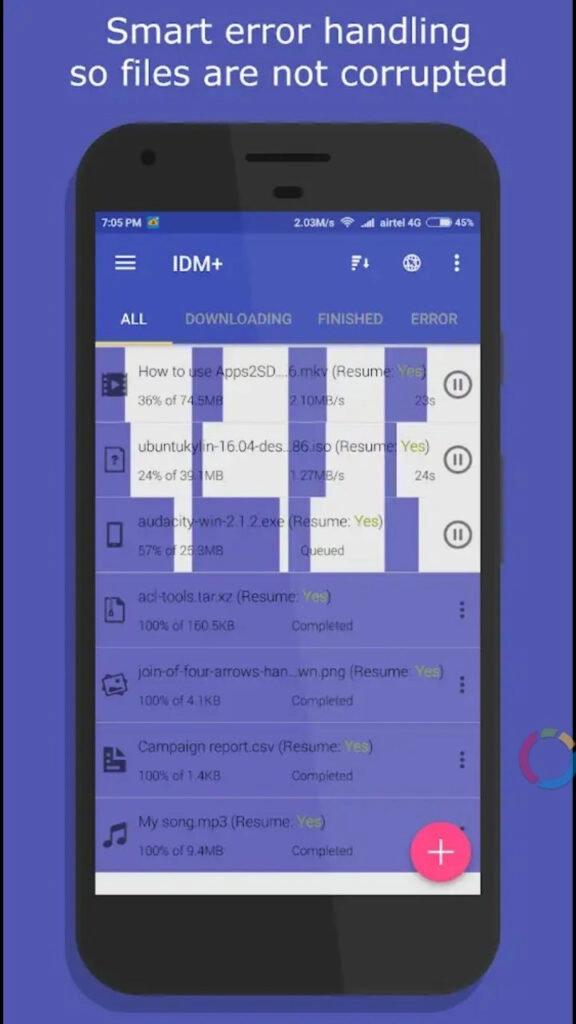 Smart error handling
so files are not corrupted
7:05 PM 2.03M/s airtel 4G 45%
IDM+
ALL DOWNLOADING FINISHED ERROR
How to use Apps2SD....6.mkv (Resume: Yes)
36% of 74.5MB 2.10MB/s 23s
ubuntukylin-16.04-des...86.iso (Resume: Yes)
24% of 39.1MB 1.27MB/s 24s
audacity-win-2.1.2.exe (Resume: Yes)
57% of 25.3MB Queued
acl-tools.tar.xz (Resume: Yes)
100% of 160.5KB Completed
join-of-four-arrows-han...wn.png (Resume: Yes)
100% of 4.1KB Completed
Campaign report.csv (Resume: Yes)
100% of 1.4KB Completed
My song.mp3 (Resume: Yes)
100% of 9.4MB Completed